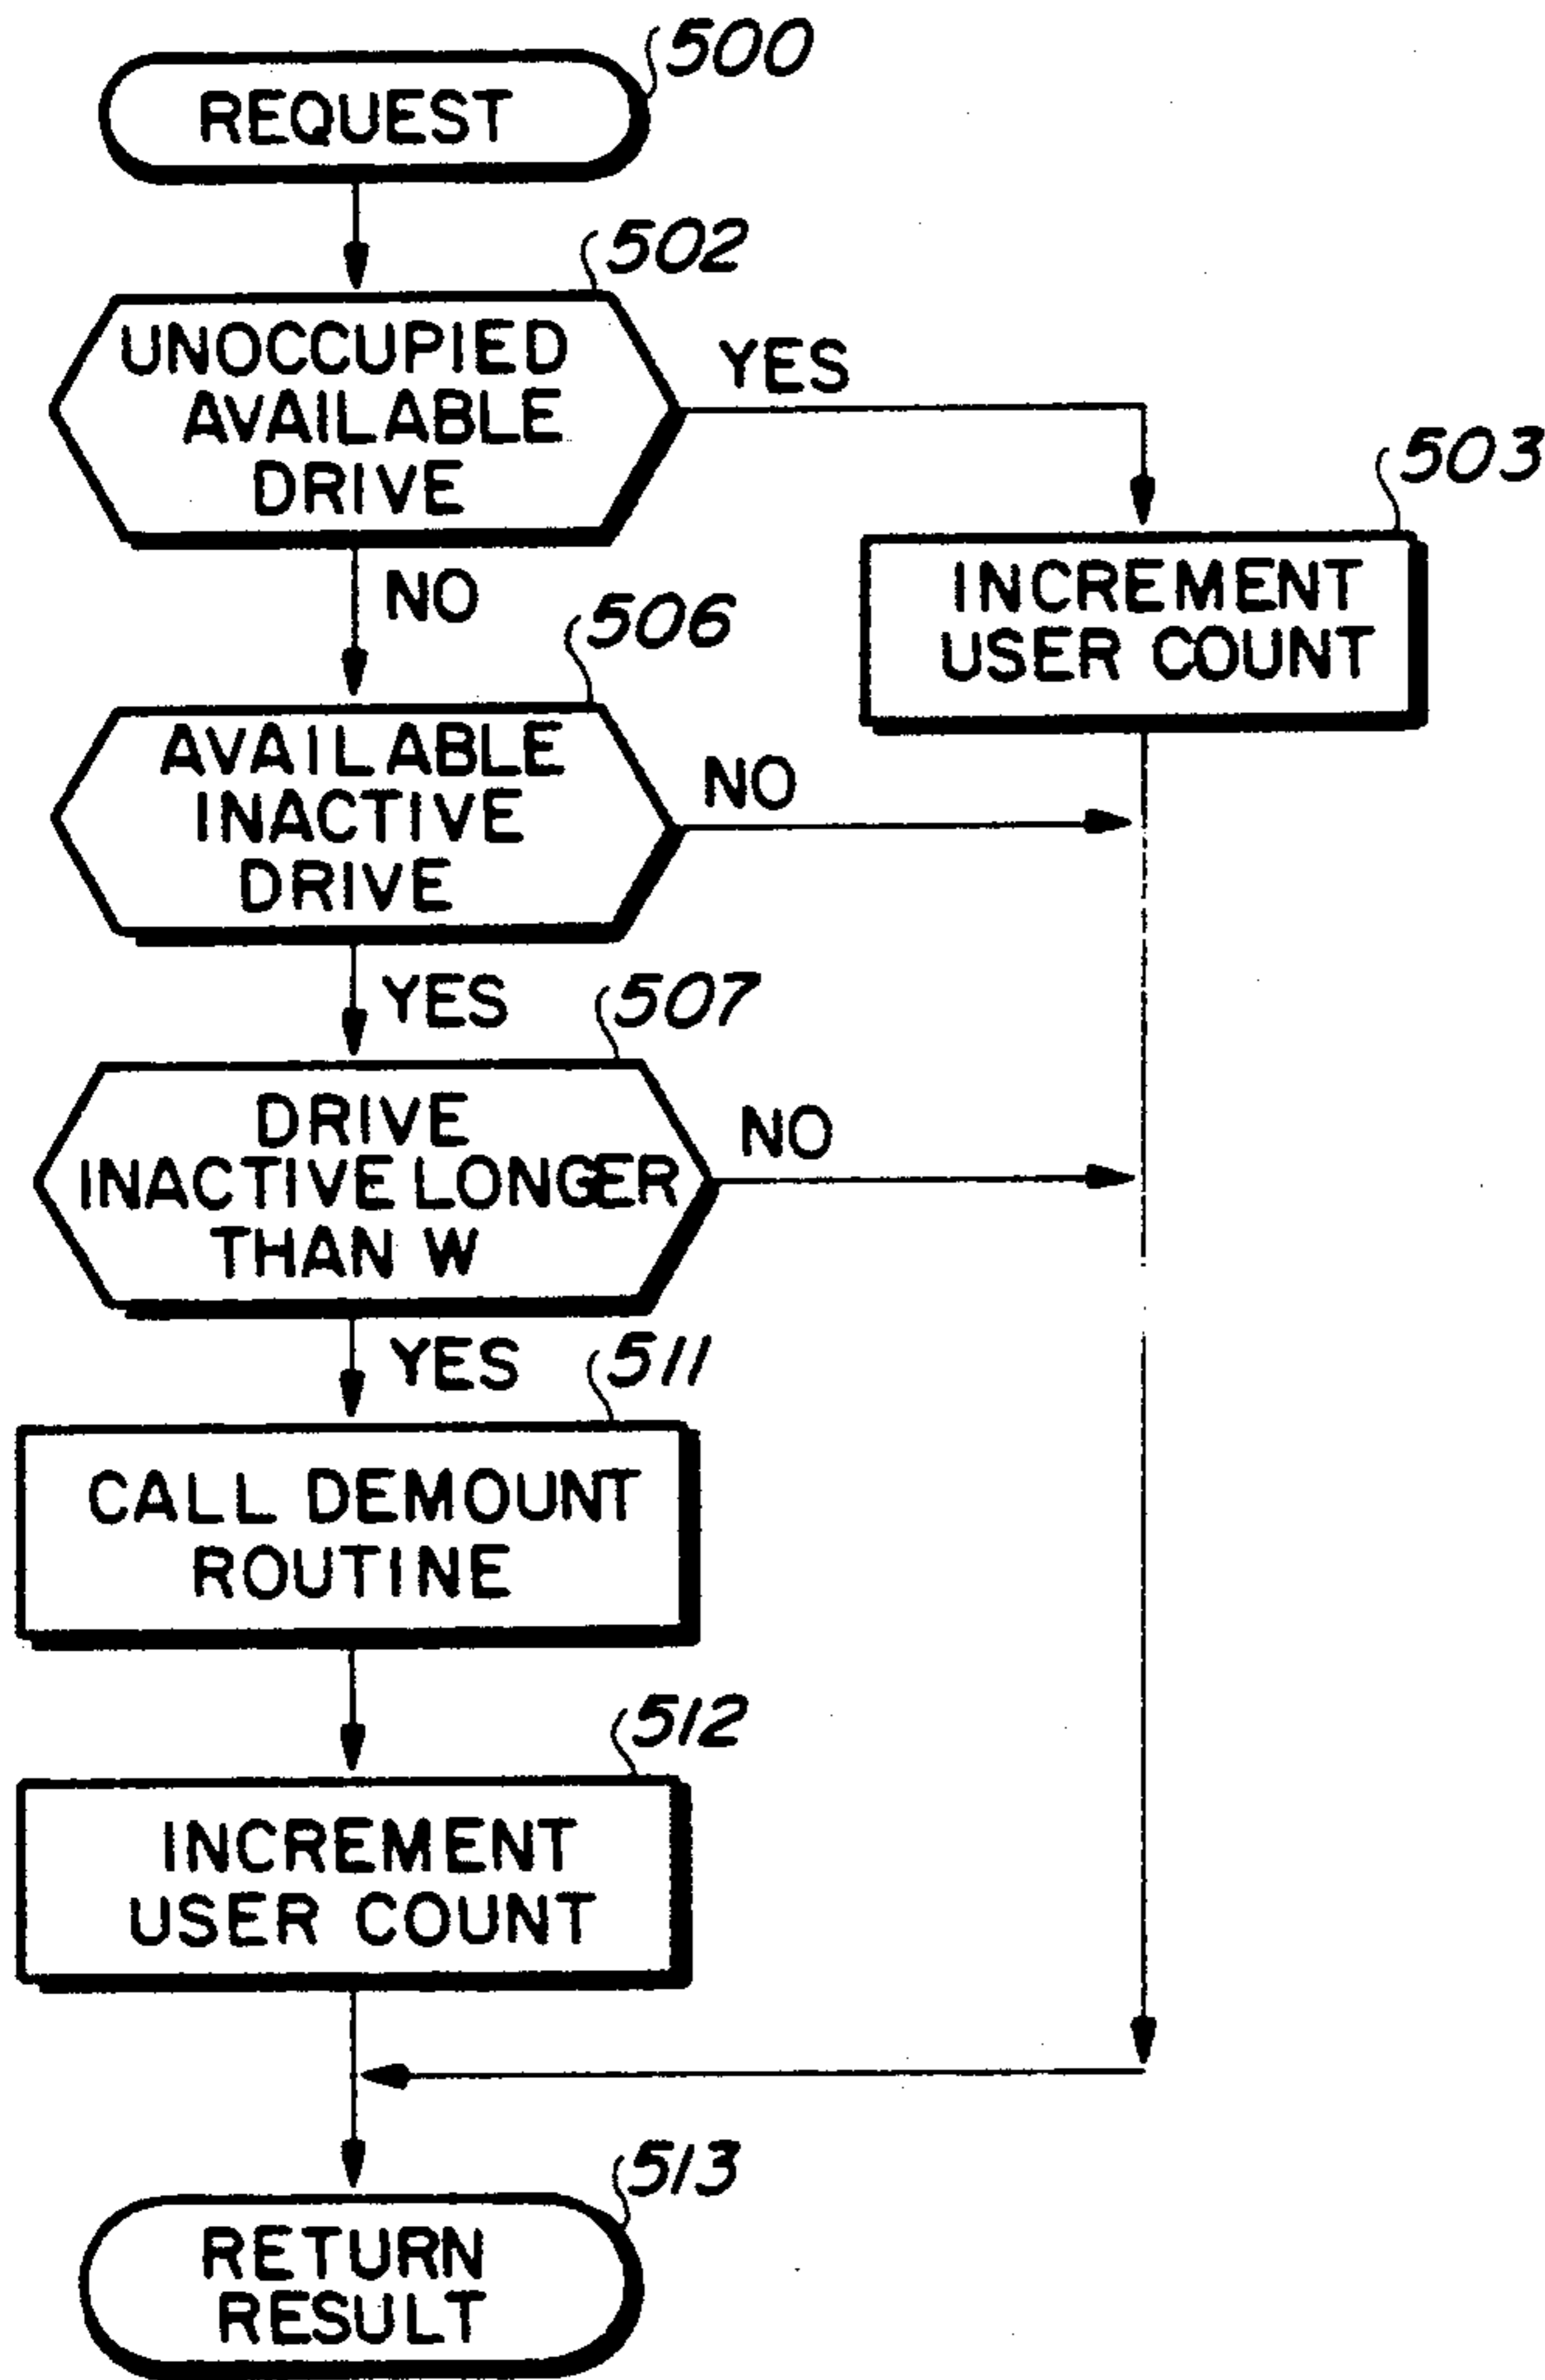 500
REQUEST
502
UNOCCUPIED
AVAILABLE
DRIVE
YES
503
INCREMENT
USER COUNT
NO
506
AVAILABLE
INACTIVE
DRIVE
NO
YES
507
DRIVE
INACTIVE LONGER
THAN W
NO
YES
511
CALL DEMOUNT
ROUTINE
512
INCREMENT
USER COUNT
513
RETURN
RESULT